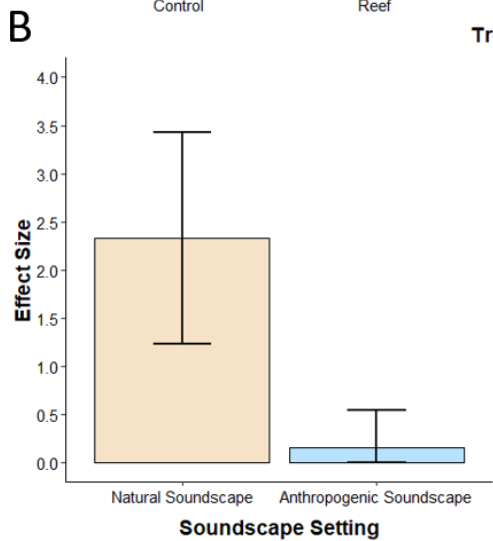 Control Reef
B
Tr
4.0
3.5
3.0
2.5
2.0
1.5
1.0
0.5
0.0
Effect Size
Natural Soundscape Anthropogenic Soundscape
Soundscape Setting